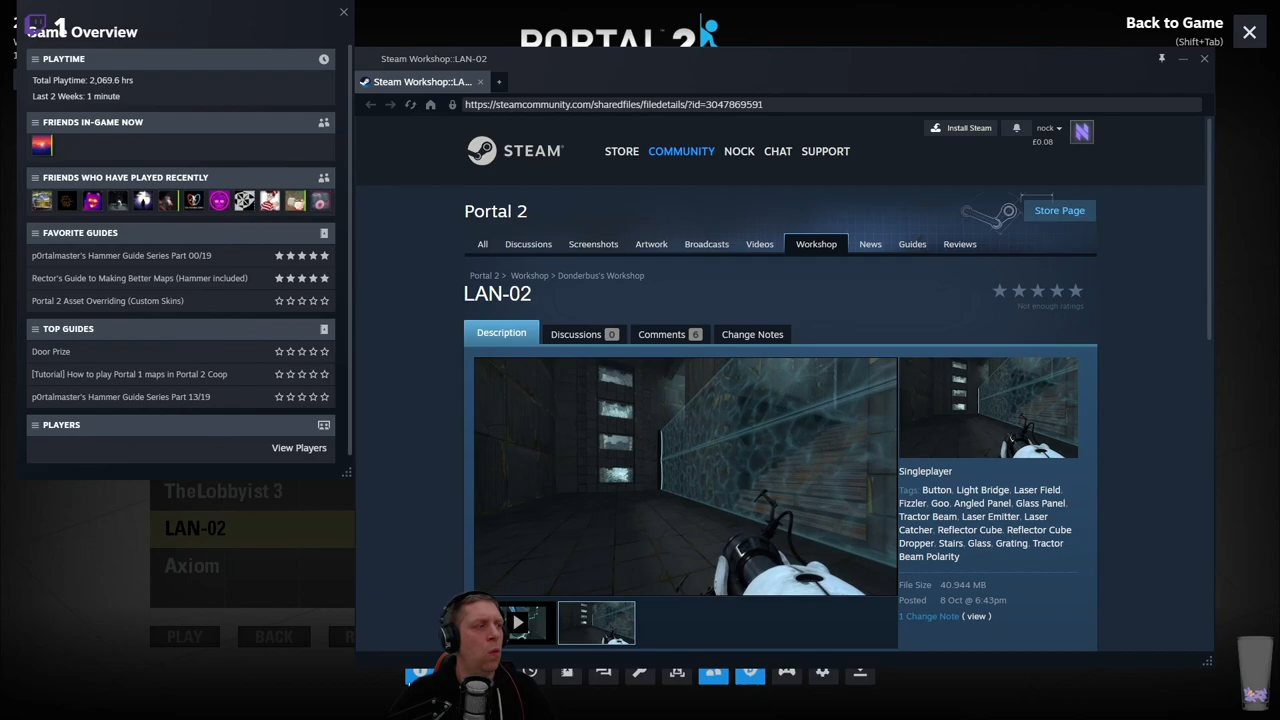 1
Game Overview
PORTAL 2
Back to Game
(Shift+Tab)
PLAYTIME
Total Playtime: 2,069.6 hrs
Last 2 Weeks: 1 minute
FRIENDS IN-GAME NOW
FRIENDS WHO HAVE PLAYED RECENTLY
FAVORITE GUIDES
p0rtalmaster's Hammer Guide Series Part 00/19
Rector's Guide to Making Better Maps (Hammer included)
Portal 2 Asset Overriding (Custom Skins)
TOP GUIDES
Door Prize
[Tutorial] How to play Portal 1 maps in Portal 2 Coop
p0rtalmaster's Hammer Guide Series Part 13/19
PLAYERS
View Players
TheLobbyist 3
LAN-02
Axiom
PLAY
BACK
Steam Workshop::LAN-02
Steam Workshop::LA...
https://steamcommunity.com/sharedfiles/filedetails/?id=3047869591
STEAM
STORE COMMUNITY NOCK CHAT SUPPORT
Install Steam
nock
£0.08
Portal 2
Store Page
All Discussions Screenshots Artwork Broadcasts Videos Workshop News Guides Reviews
Portal 2 > Workshop > Donderbus's Workshop
LAN-02
Not enough ratings
Description Discussions 0 Comments 6 Change Notes
Singleplayer
Tags: Button, Light Bridge, Laser Field,
Fizzler, Goo, Angled Panel, Glass Panel,
Tractor Beam, Laser Emitter, Laser
Catcher, Reflector Cube, Reflector Cube
Dropper, Stairs, Glass, Grating, Tractor
Beam Polarity
File Size 40.944 MB
Posted 8 Oct @ 6:43pm
1 Change Note ( view )